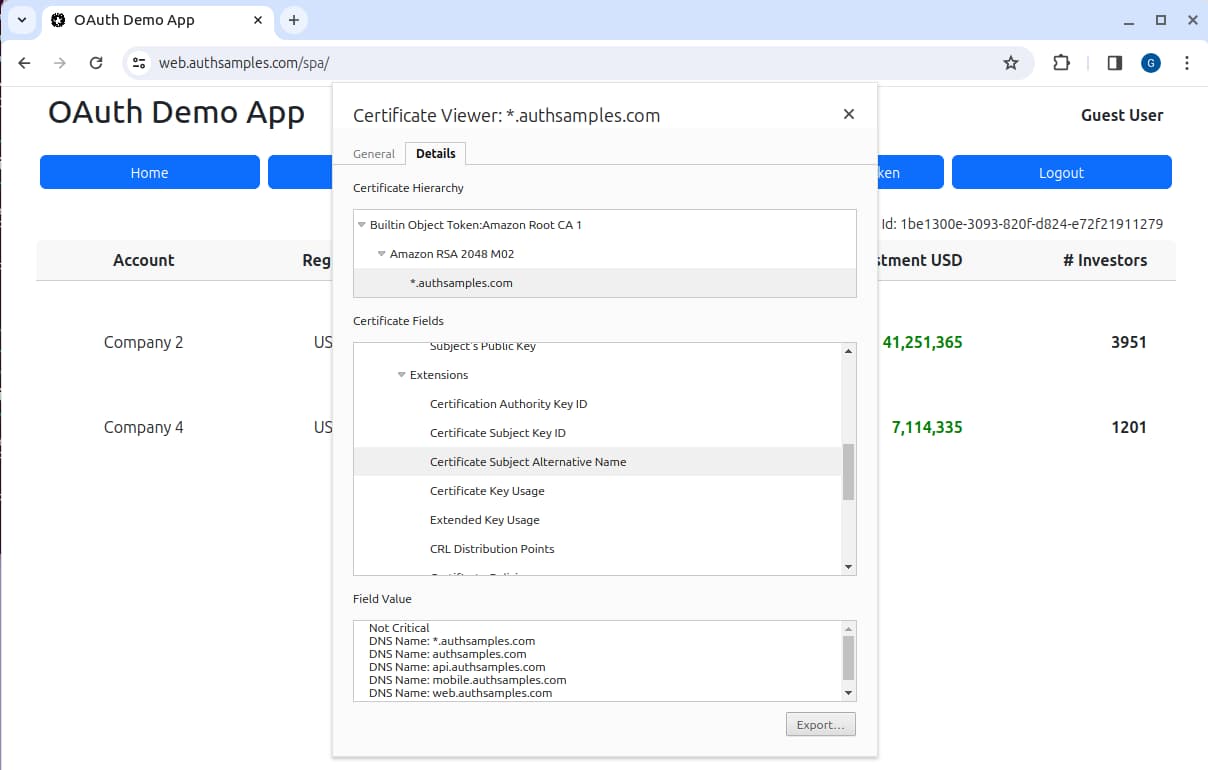 OAuth Demo App
web.authsamples.com/spa/
G
OAuth Demo App
Guest User
Home
Logout
Id: 1be1300e-3093-820f-d824-e72f21911279
Account
# Investors
USD
Company 2
US
41,251,365
3951
Company 4
US
7,114,335
1201
Certificate Viewer: *.authsamples.com
General
Details
Certificate Hierarchy
Builtin Object Token:Amazon Root CA 1
Amazon RSA 2048 M02
*.authsamples.com
Certificate Fields
Subject's Public Key
Extensions
Certification Authority Key ID
Certificate Subject Key ID
Certificate Subject Alternative Name
Certificate Key Usage
Extended Key Usage
CRL Distribution Points
Field Value
Not Critical
DNS Name: *.authsamples.com
DNS Name: authsamples.com
DNS Name: api.authsamples.com
DNS Name: mobile.authsamples.com
DNS Name: web.authsamples.com
Export...